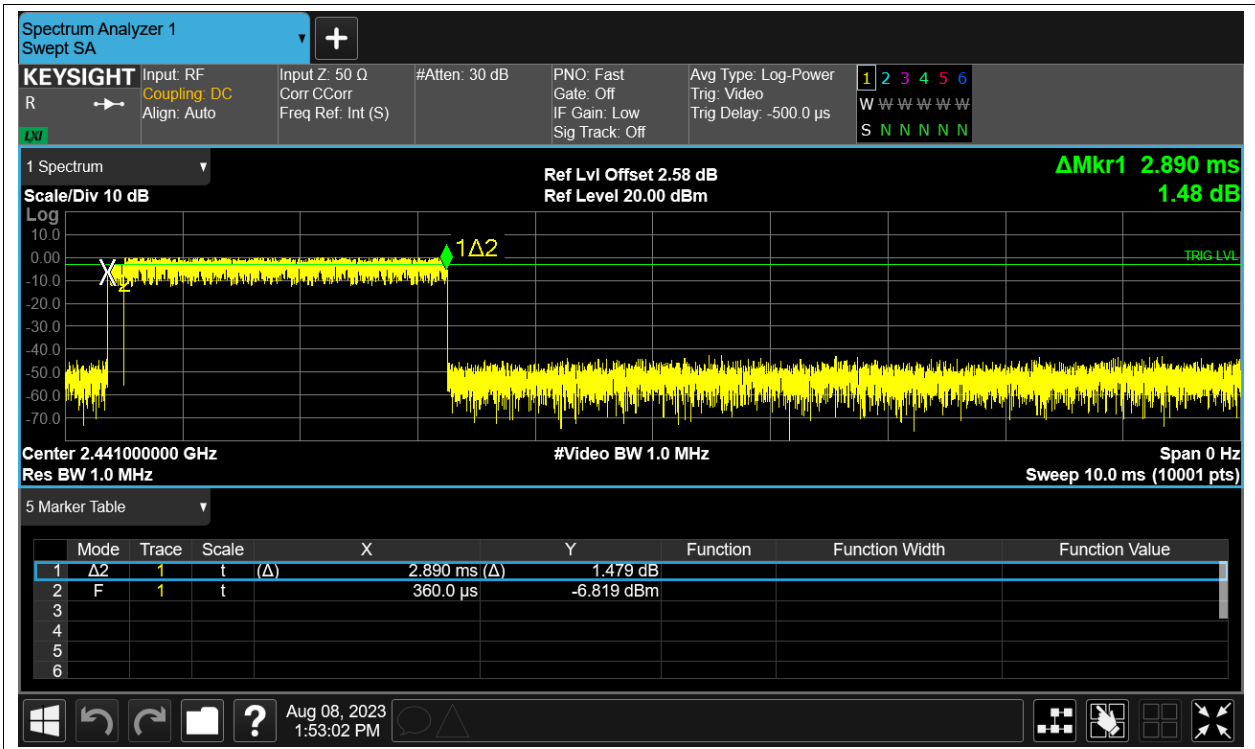 Spectrum Analyzer 1
Swept SA
KEYSIGHT
R
LXI
Input: RF
Coupling: DC
Align: Auto
Input Z: 50 Ω
Corr CCorr
Freq Ref: Int (S)
#Atten: 30 dB
PNO: Fast
Gate: Off
IF Gain: Low
Sig Track: Off
Avg Type: Log-Power
Trig: Video
Trig Delay: -500.0 µs
1 2 3 4 5 6
W W W W W W
S N N N N N
1 Spectrum
Scale/Div 10 dB
Ref Lvl Offset 2.58 dB
Ref Level 20.00 dBm
ΔMkr1 2.890 ms
1.48 dB
Log
10.0
0.00
-10.0
-20.0
-30.0
-40.0
-50.0
-60.0
-70.0
X
2
1Δ2
TRIG LVL
Center 2.441000000 GHz
#Video BW 1.0 MHz
Span 0 Hz
Res BW 1.0 MHz
Sweep 10.0 ms (10001 pts)
5 Marker Table
Mode Trace Scale X Y Function Function Width Function Value
1 Δ2 1 t (Δ) 2.890 ms (Δ) 1.479 dB
2 F 1 t 360.0 µs -6.819 dBm
3
4
5
6
?
Aug 08, 2023
1:53:02 PM